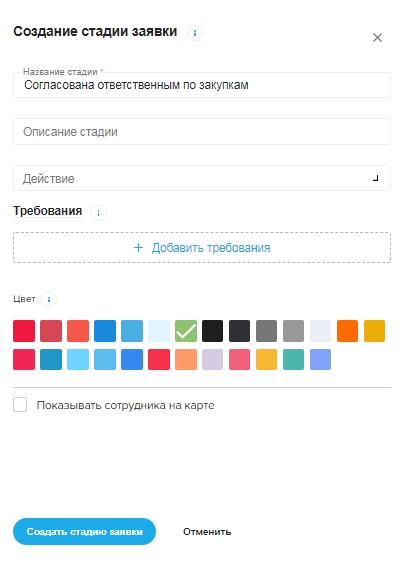 Создание стадии заявки
Название стадии *
Согласована ответственным по закупкам
Описание стадии
Действие
Требования
+ Добавить требования
Цвет
Показывать сотрудника на карте
Создать стадию заявки
Отменить